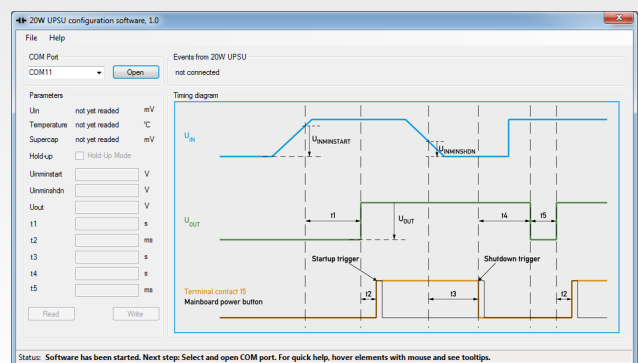 20W UPSU configuration software, 1.0
File Help
COM Port
COM11
Open
Events from 20W UPSU
not connected
Parameters
Uin not yet readed mV
Temperature not yet readed °C
Supercap not yet readed mV
Hold-up Hold-Up Mode
Uinminstart V
Uinminshdn V
Uout V
t1 s
t2 ms
t3 s
t4 s
t5 ms
Read Write
Timing diagram
UIN
UINMINSTART
UINMINSHDN
UOUT
t1
UOUT
t4
t5
Startup trigger
Shutdown trigger
Terminal contact 15
Mainboard power button
t2
t3
t2
Status: Software has been started. Next step: Select and open COM port. For quick help, hover elements with mouse and see tooltips.